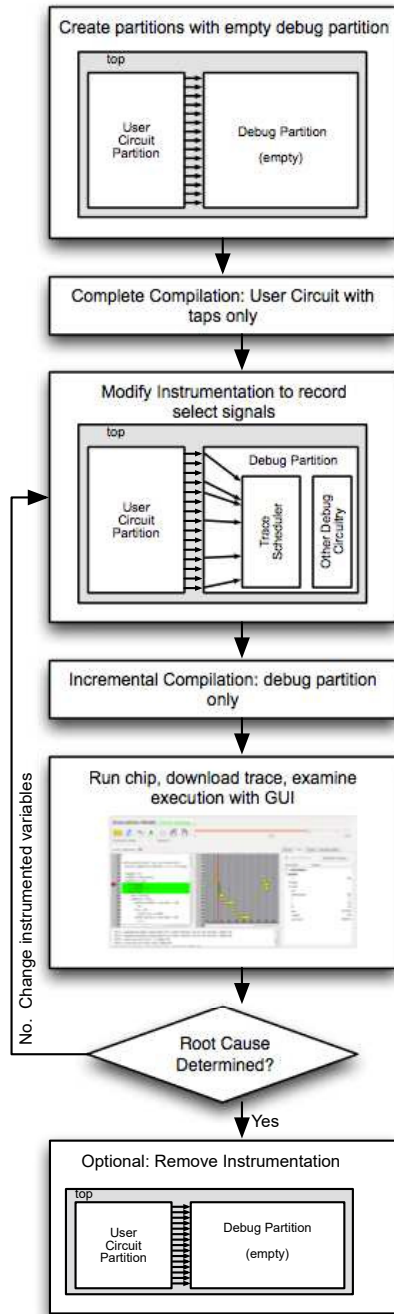 Create partitions with empty debug partition
top
User
Circuit
Partition
Debug Partition
(empty)
Complete Compilation: User Circuit with
taps only
Modify Instrumentation to record
select signals
top
User
Circuit
Partition
Debug Partition
Trace
Scheduler
Other Debug
Circuitry
Incremental Compilation: debug partition
only
Run chip, download trace, examine
execution with GUI
No.  Change instrumented variables
Root Cause
Determined?
Yes
Optional: Remove Instrumentation
top
User
Circuit
Partition
Debug Partition
(empty)